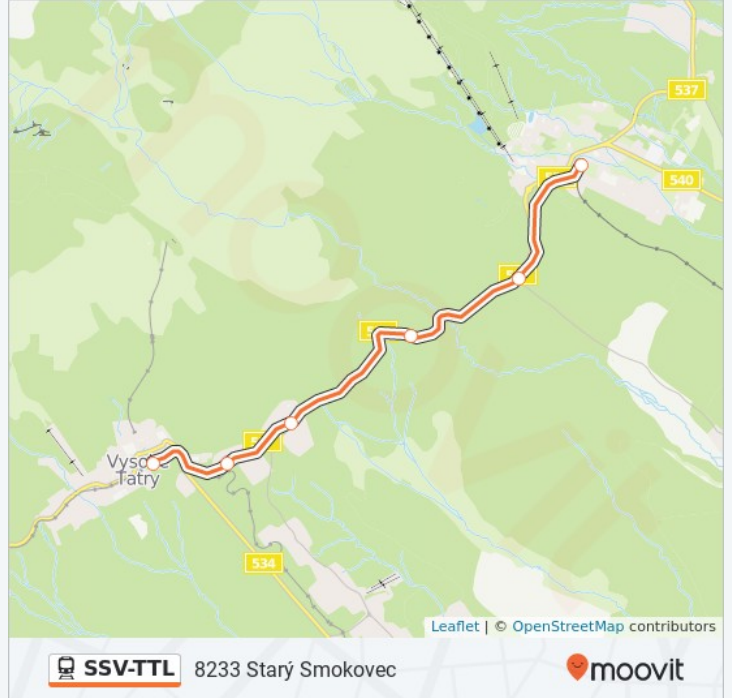 537
540
Vysoké
Tatry
534
Leaflet | © OpenStreetMap contributors
SSV-TTL 8233 Starý Smokovec moovit